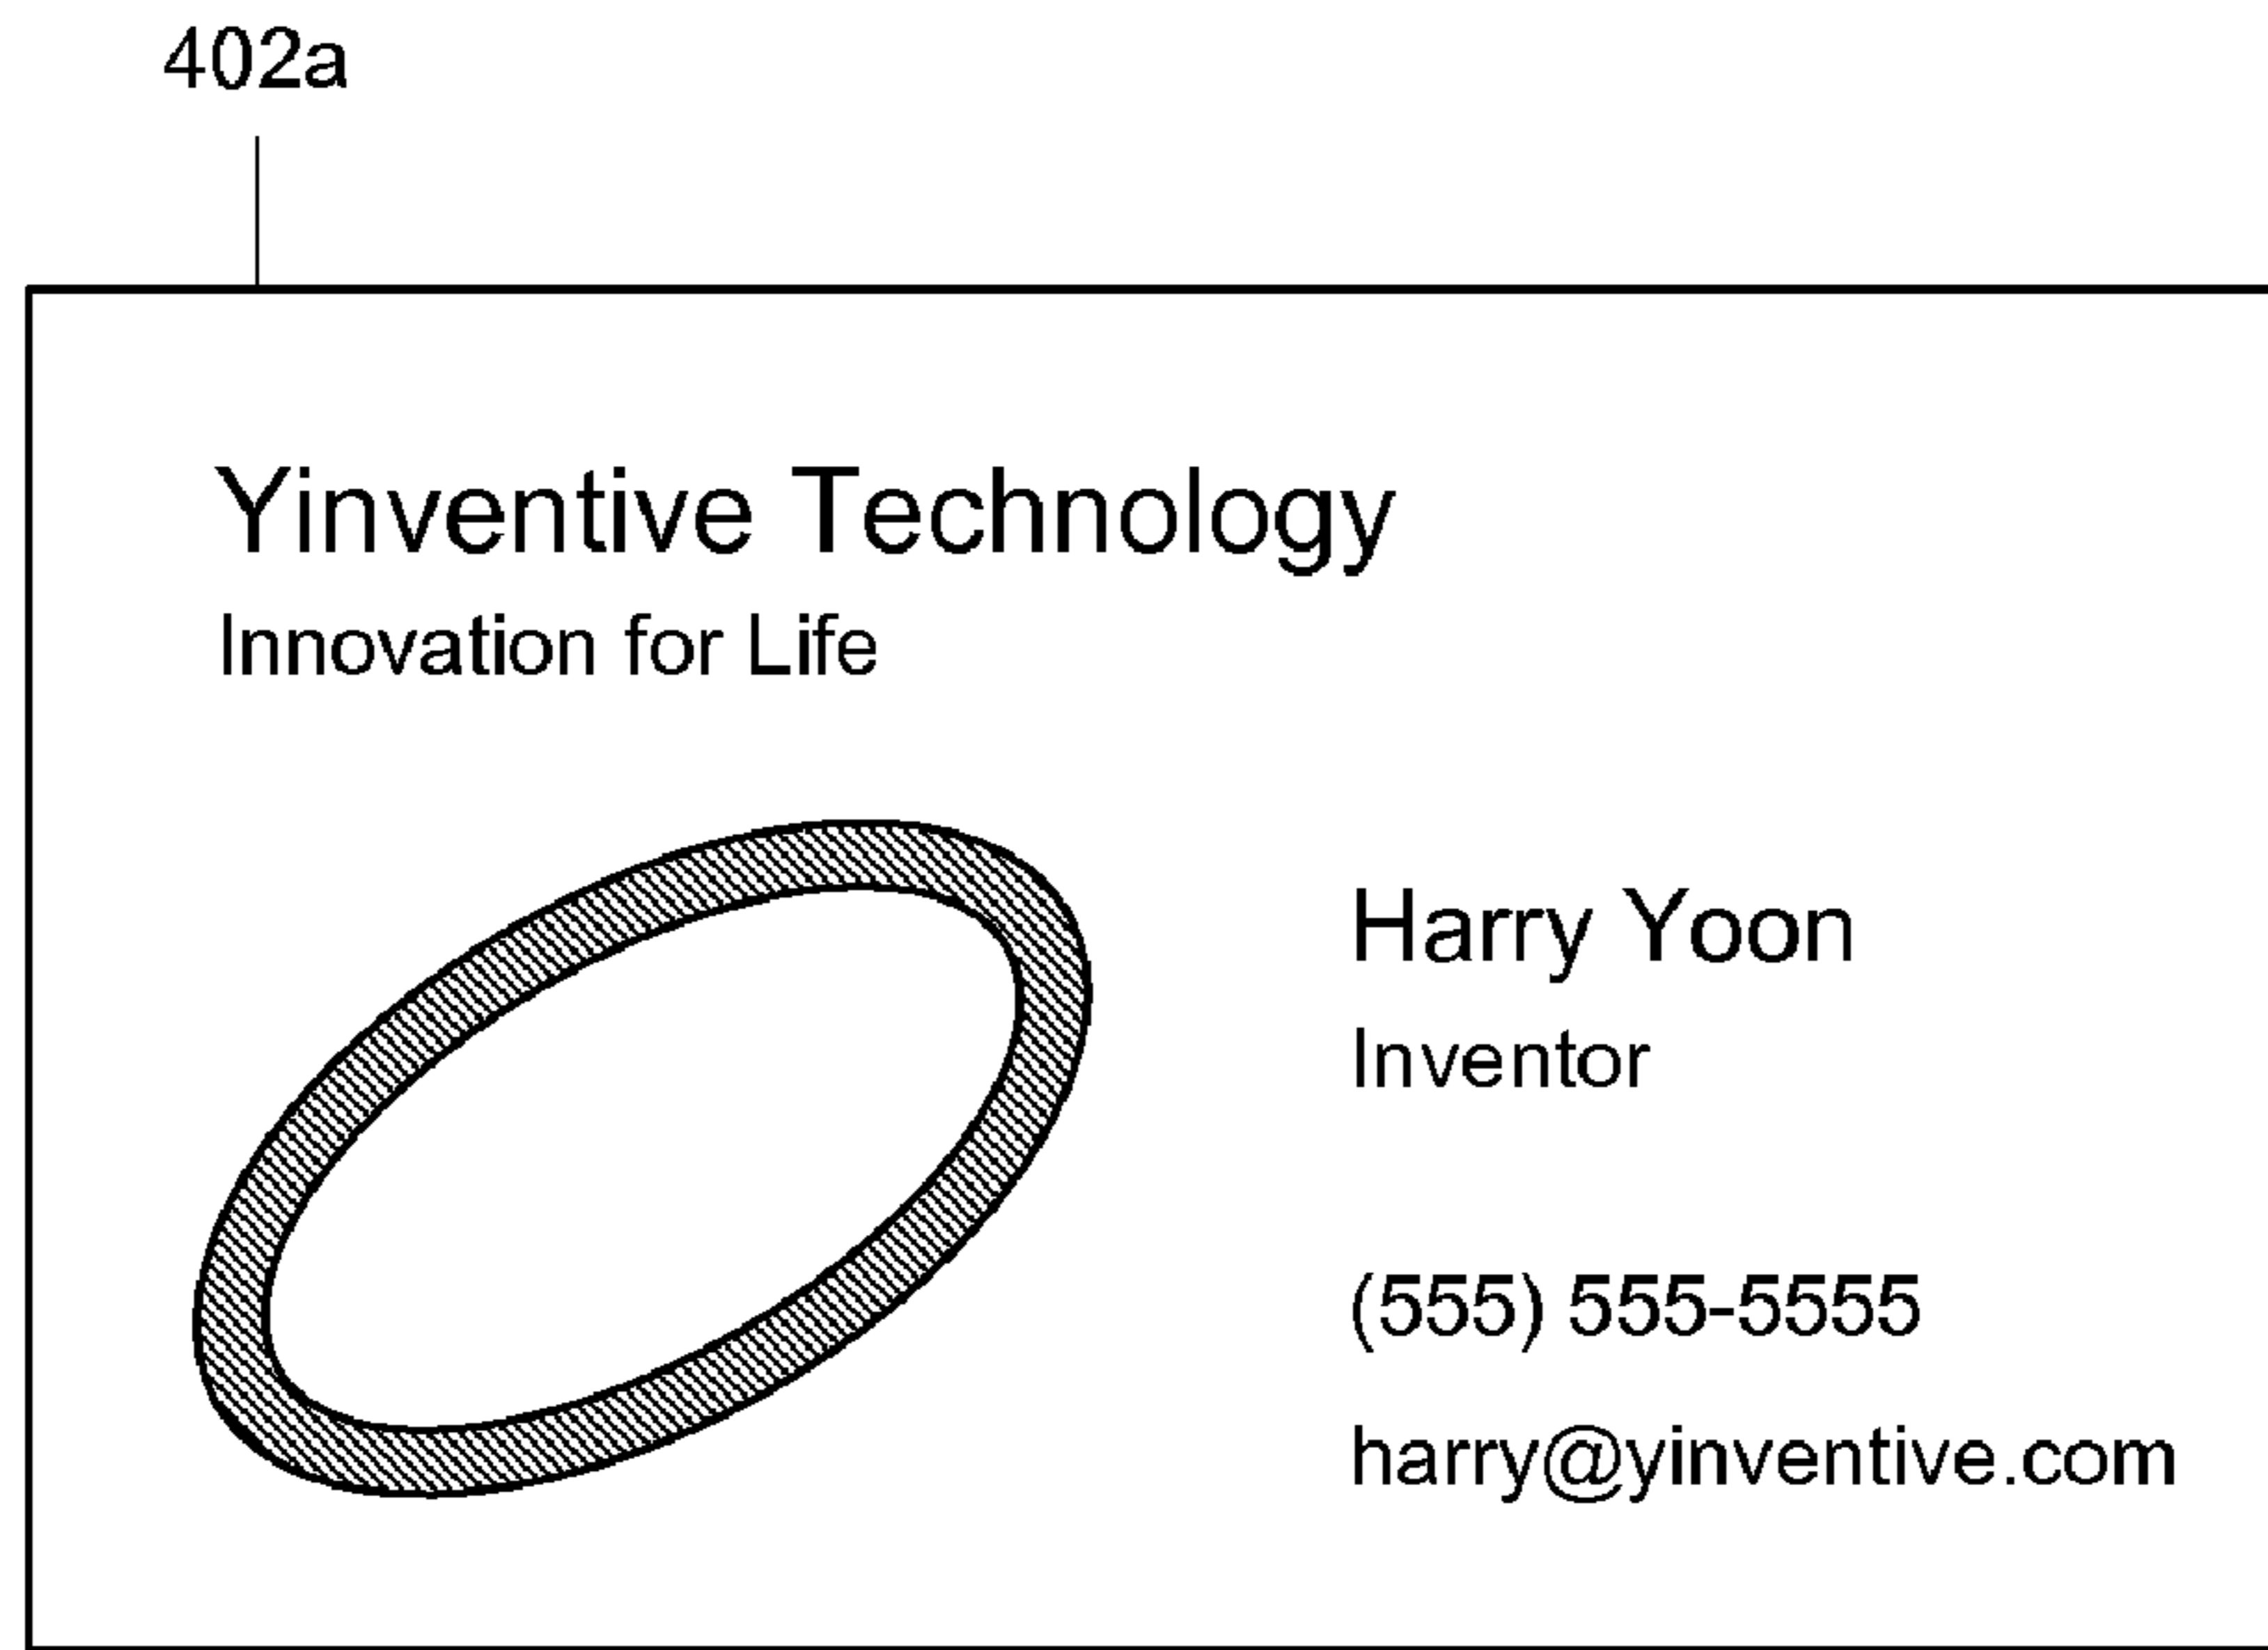 402a
Yinventive Technology
Innovation for Life
Harry Yoon
Inventor
(555) 555-5555
harry@yinventive.com